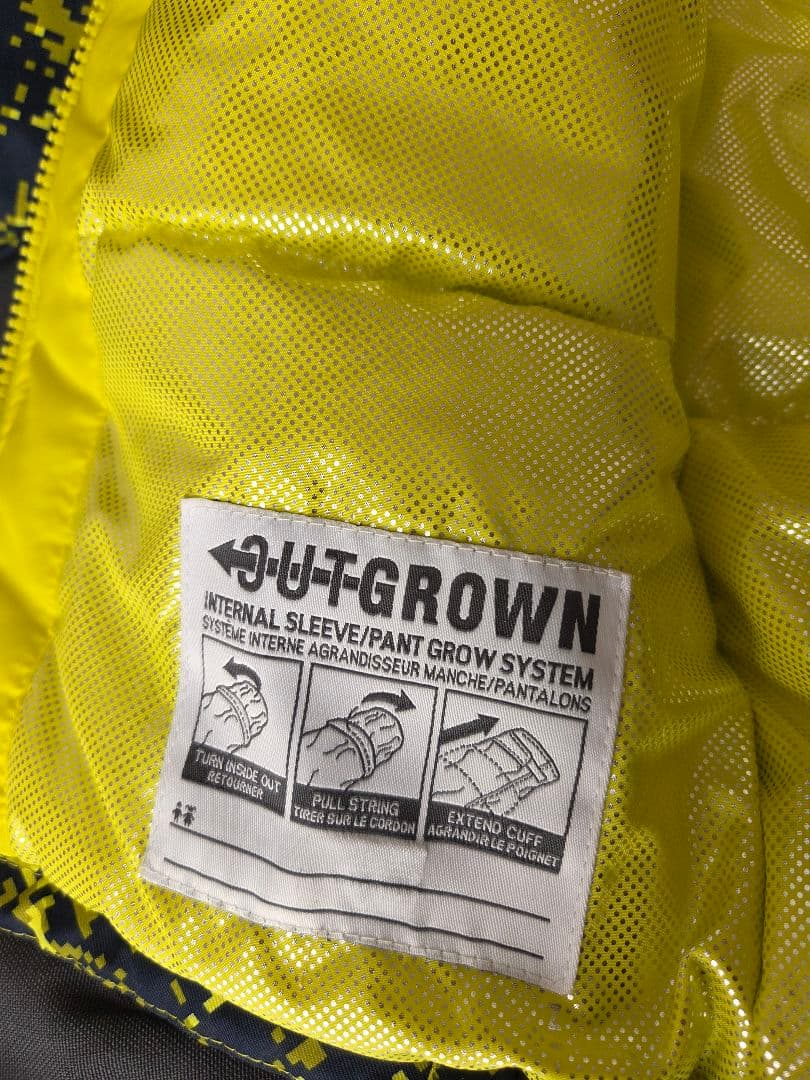 OUTGROWN
INTERNAL SLEEVE/PANT GROW SYSTEM
SYSTEME INTERNE AGRANDISSEUR MANCHE/PANTALONS
TURN INSIDE OUT
RETOURNER
PULL STRING
TIRER SUR LE CORDON
EXTEND CUFF
AGRANDIR LE POIGNET